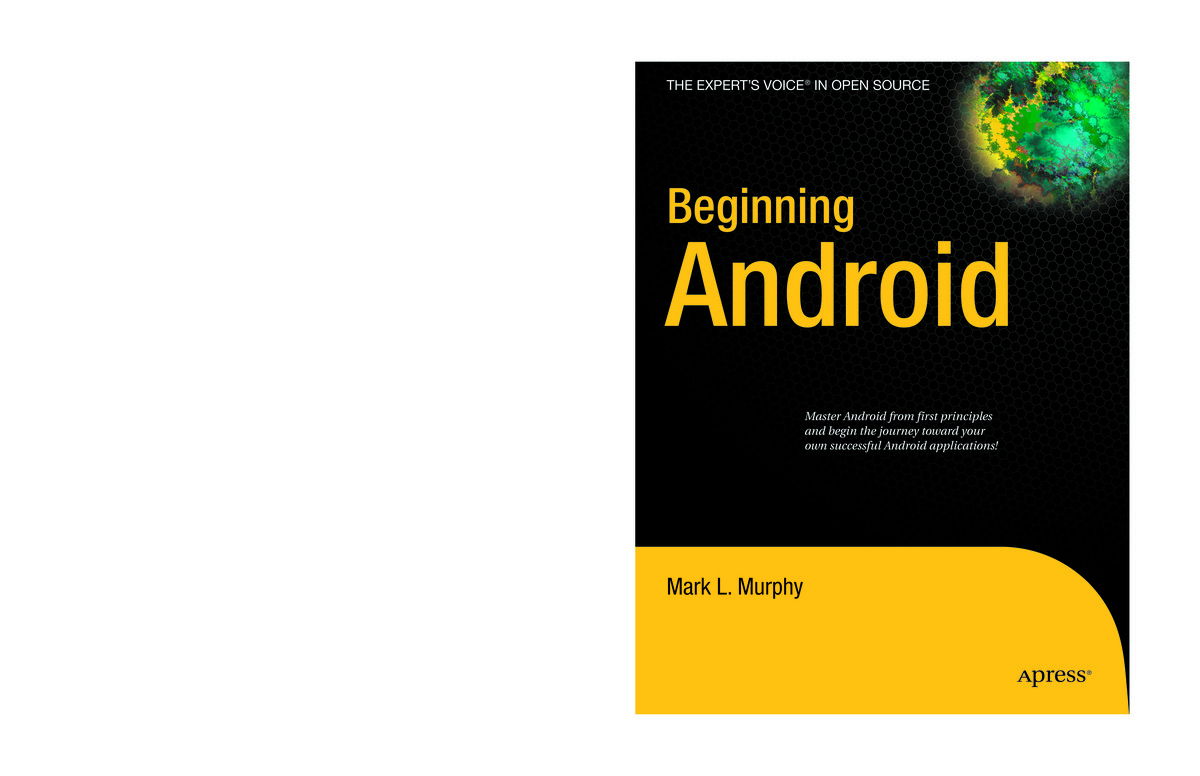 THE EXPERT’S VOICE® IN OPEN SOURCE
Beginning
Android
Master Android from first principles
and begin the journey toward your
own successful Android applications!
Mark L. Murphy
Apress®